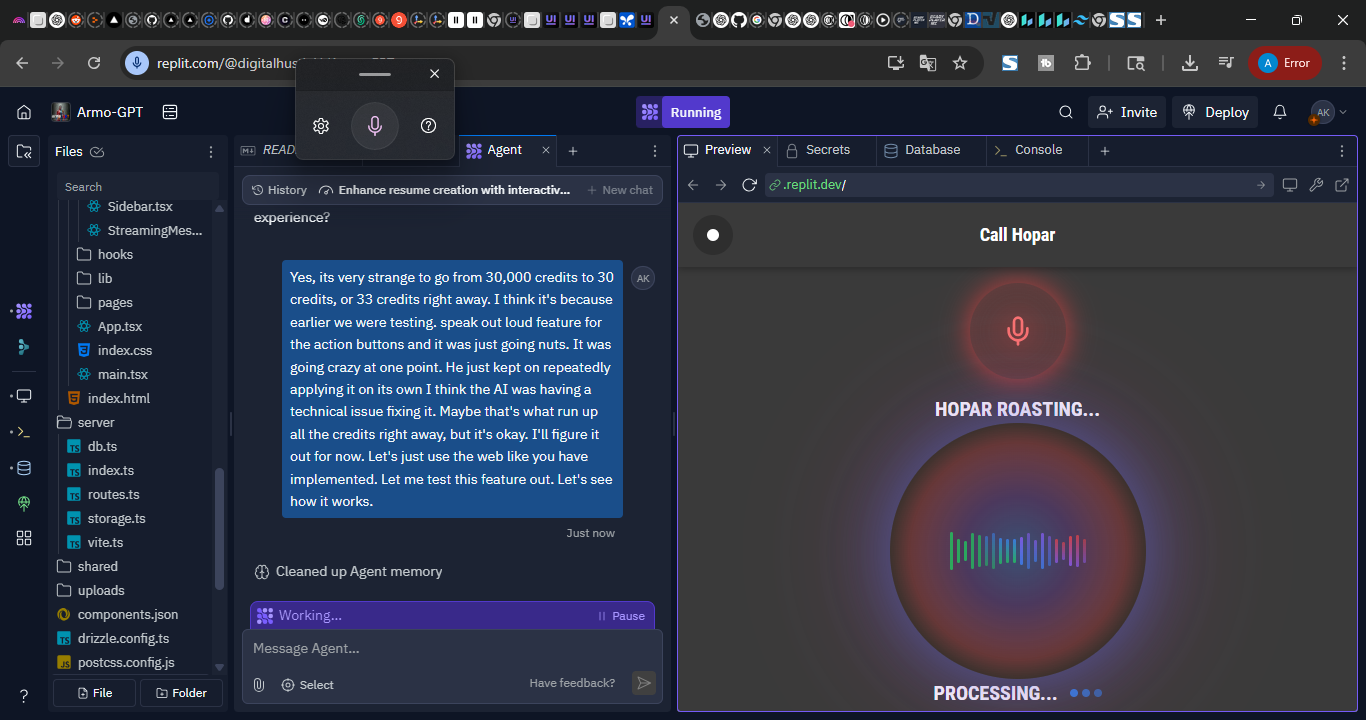 replit.com/@digitalhus
Error
Armo-GPT
Running
Invite
Deploy
AK
Files
Search
Sidebar.tsx
StreamingMes...
hooks
lib
pages
App.tsx
index.css
main.tsx
index.html
server
db.ts
index.ts
routes.ts
storage.ts
vite.ts
shared
uploads
components.json
drizzle.config.ts
postcss.config.js
File
Folder
READ
Agent
History
Enhance resume creation with interactiv...
New chat
experience?
Yes, its very strange to go from 30,000 credits to 30
credits, or 33 credits right away. I think it's because
earlier we were testing. speak out loud feature for
the action buttons and it was just going nuts. It was
going crazy at one point. He just kept on repeatedly
applying it on its own I think the AI was having a
technical issue fixing it. Maybe that's what run up
all the credits right away, but it's okay. I'll figure it
out for now. Let's just use the web like you have
implemented. Let me test this feature out. Let's see
how it works.
AK
Just now
Cleaned up Agent memory
Working...
Pause
Message Agent...
Select
Have feedback?
Preview
Secrets
Database
Console
.replit.dev/
Call Hopar
HOPAR ROASTING...
PROCESSING...